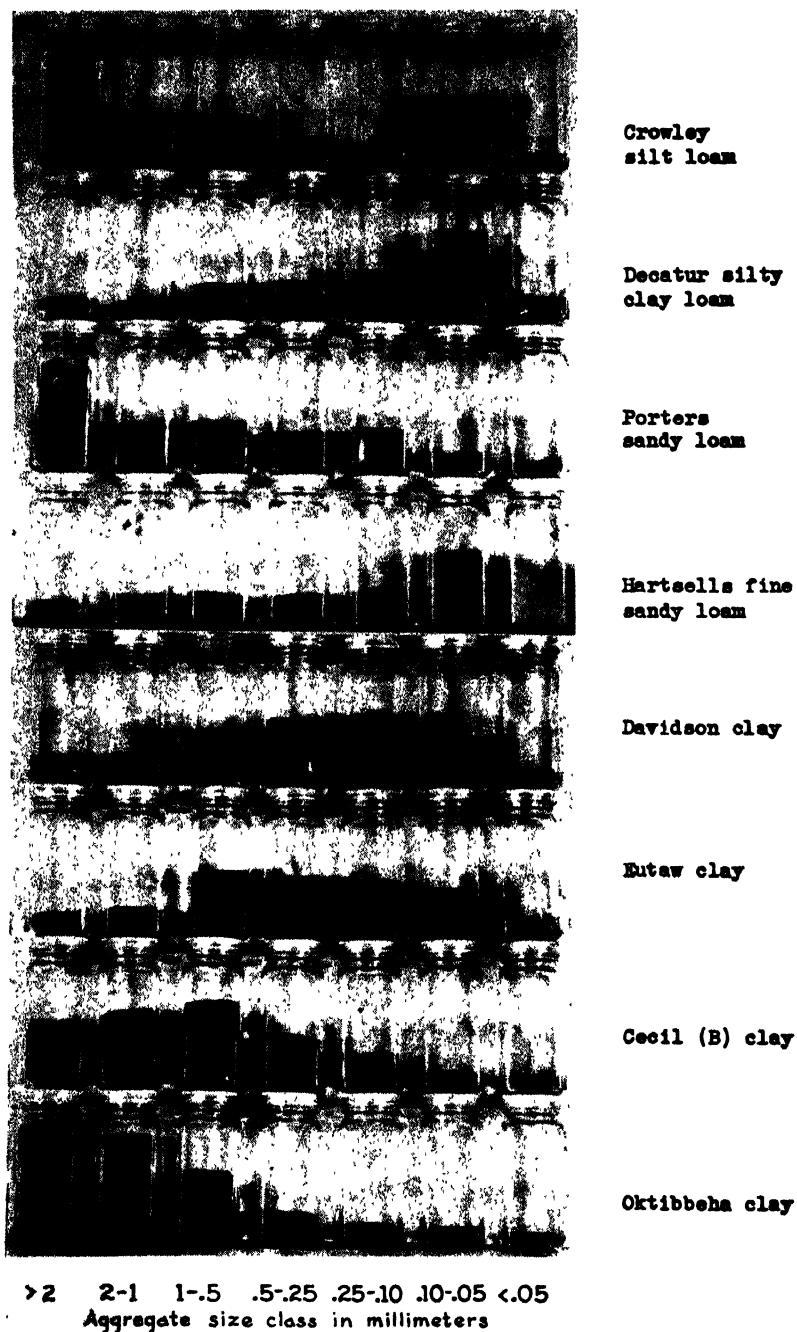 Crowley
silt loam
Decatur silty
clay loam
Porters
sandy loam
Hartsells fine
sandy loam
Davidson clay
Eutaw clay
Cecil (B) clay
Oktibbeha clay
>2 2-1 1-.5 .5-.25 .25-.10 .10-.05 <.05
Aggregate size class in millimeters